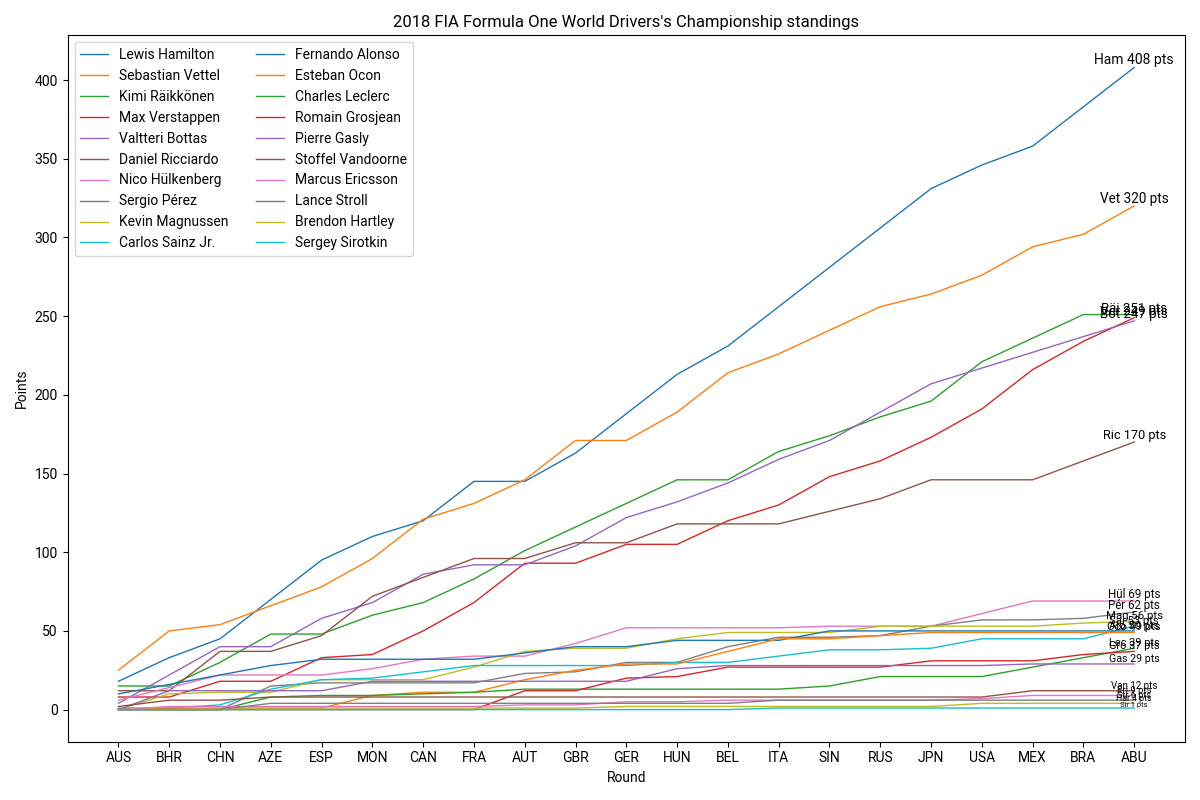 2018 FIA Formula One World Drivers's Championship standings
Lewis Hamilton
Sebastian Vettel
Kimi Räikkönen
Max Verstappen
Valtteri Bottas
Daniel Ricciardo
Nico Hülkenberg
Sergio Pérez
Kevin Magnussen
Carlos Sainz Jr.
Fernando Alonso
Esteban Ocon
Charles Leclerc
Romain Grosjean
Pierre Gasly
Stoffel Vandoorne
Marcus Ericsson
Lance Stroll
Brendon Hartley
Sergey Sirotkin
Points
400
350
300
250
200
150
100
50
0
Ham 408 pts
Vet 320 pts
Räi 251 pts
Bot 247 pts
Ric 170 pts
Hül 69 pts
Pér 62 pts
Mag 56 pts
Lec 39 pts
Gro 37 pts
Gas 29 pts
Van 12 pts
Sir 1 pts
AUS BHR CHN AZE ESP MON CAN FRA AUT GBR GER HUN BEL ITA SIN RUS JPN USA MEX BRA ABU
Round